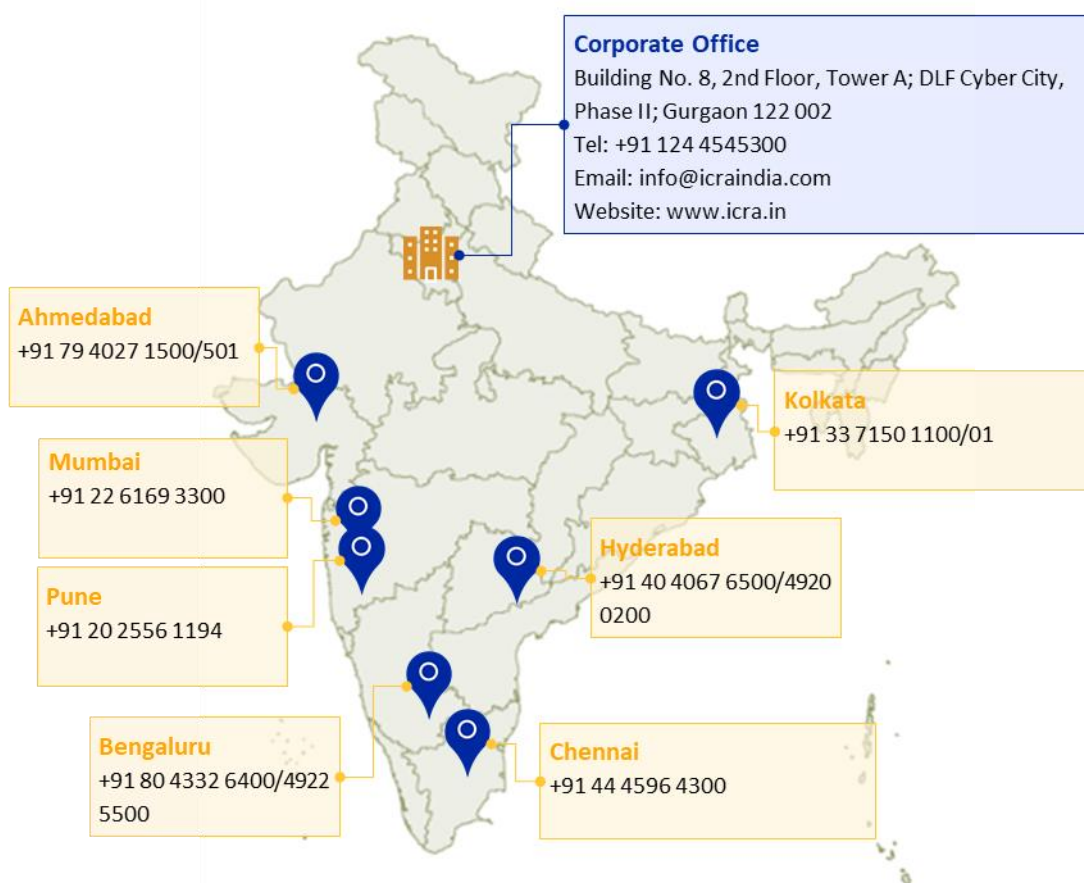 Corporate Office
Building No. 8, 2nd Floor, Tower A; DLF Cyber City,
Phase II; Gurgaon 122 002
Tel: +91 124 4545300
Email: info@icraindia.com
Website: www.icra.in
Ahmedabad
+91 79 4027 1500/501
Kolkata
+91 33 7150 1100/01
Mumbai
+91 22 6169 3300
Hyderabad
+91 40 4067 6500/4920
0200
Pune
+91 20 2556 1194
Bengaluru
+91 80 4332 6400/4922
5500
Chennai
+91 44 4596 4300